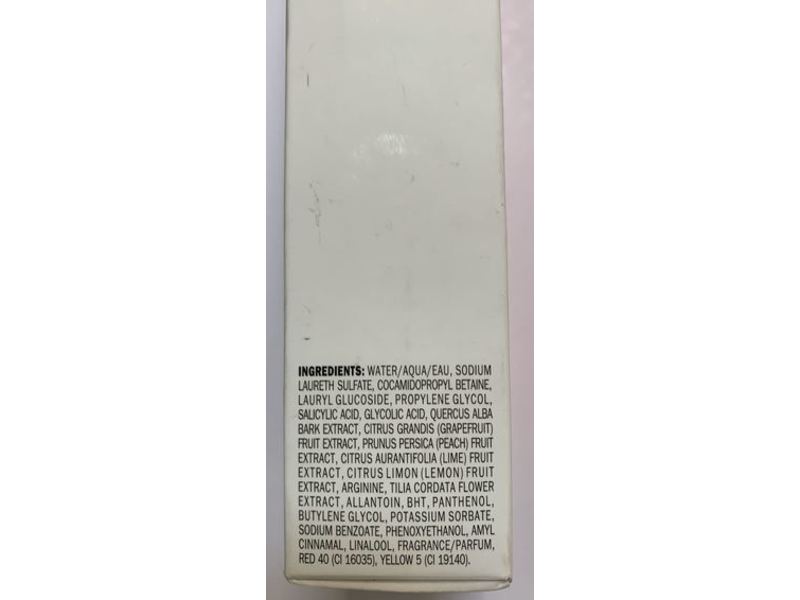 INGREDIENTS: WATER/AQUA/EAU, SODIUM
LAURETH SULFATE, COCAMIDOPROPYL BETAINE,
LAURYL GLUCOSIDE, PROPYLENE GLYCOL,
SALICYLIC ACID, GLYCOLIC ACID, QUERCUS ALBA
BARK EXTRACT, CITRUS GRANDIS (GRAPEFRUIT)
FRUIT EXTRACT, PRUNUS PERSICA (PEACH) FRUIT
EXTRACT, CITRUS AURANTIFOLIA (LIME) FRUIT
EXTRACT, CITRUS LIMON (LEMON) FRUIT
EXTRACT, ARGININE, TILIA CORDATA FLOWER
EXTRACT, ALLANTOIN, BHT, PANTHENOL,
BUTYLENE GLYCOL, POTASSIUM SORBATE,
SODIUM BENZOATE, PHENOXYETHANOL, AMYL
CINNAMAL, LINALOOL, FRAGRANCE/PARFUM,
RED 40 (CI 16035), YELLOW 5 (CI 19140).